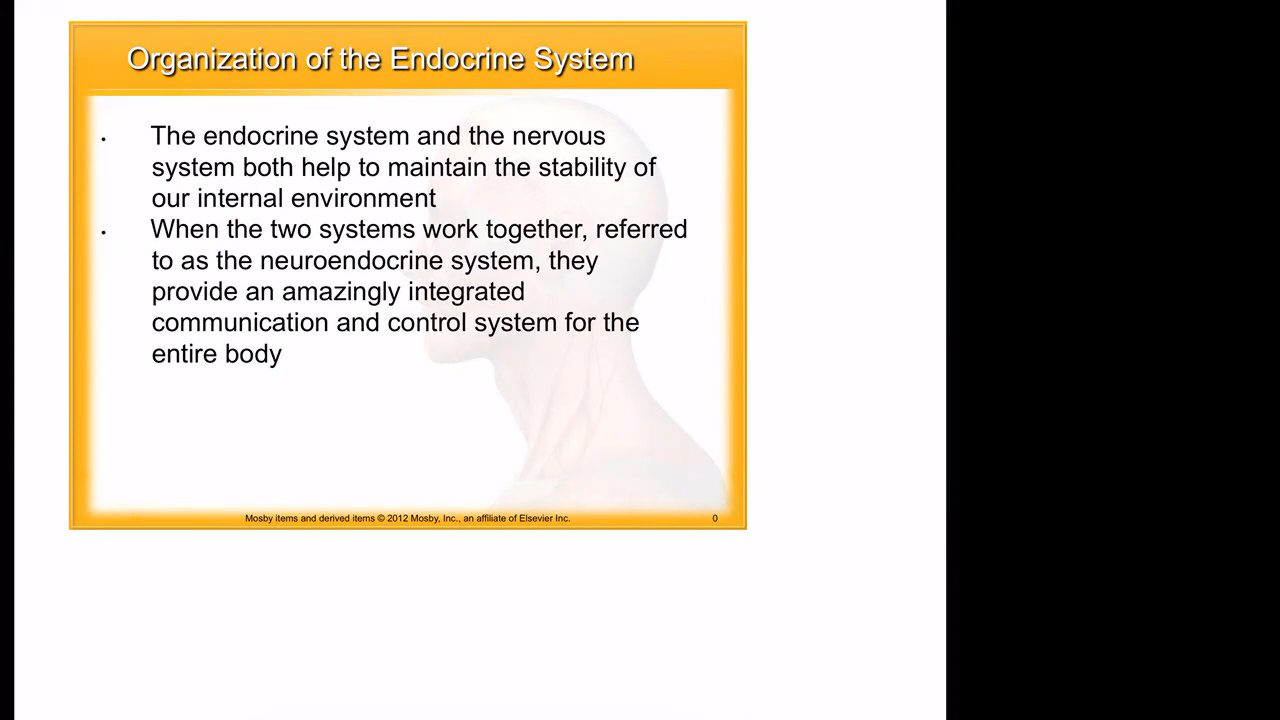 Organization of the Endocrine System
• The endocrine system and the nervous
system both help to maintain the stability of
our internal environment
• When the two systems work together, referred
to as the neuroendocrine system, they
provide an amazingly integrated
communication and control system for the
entire body
Mosby items and derived items © 2012 Mosby, Inc., an affiliate of Elsevier Inc. 0